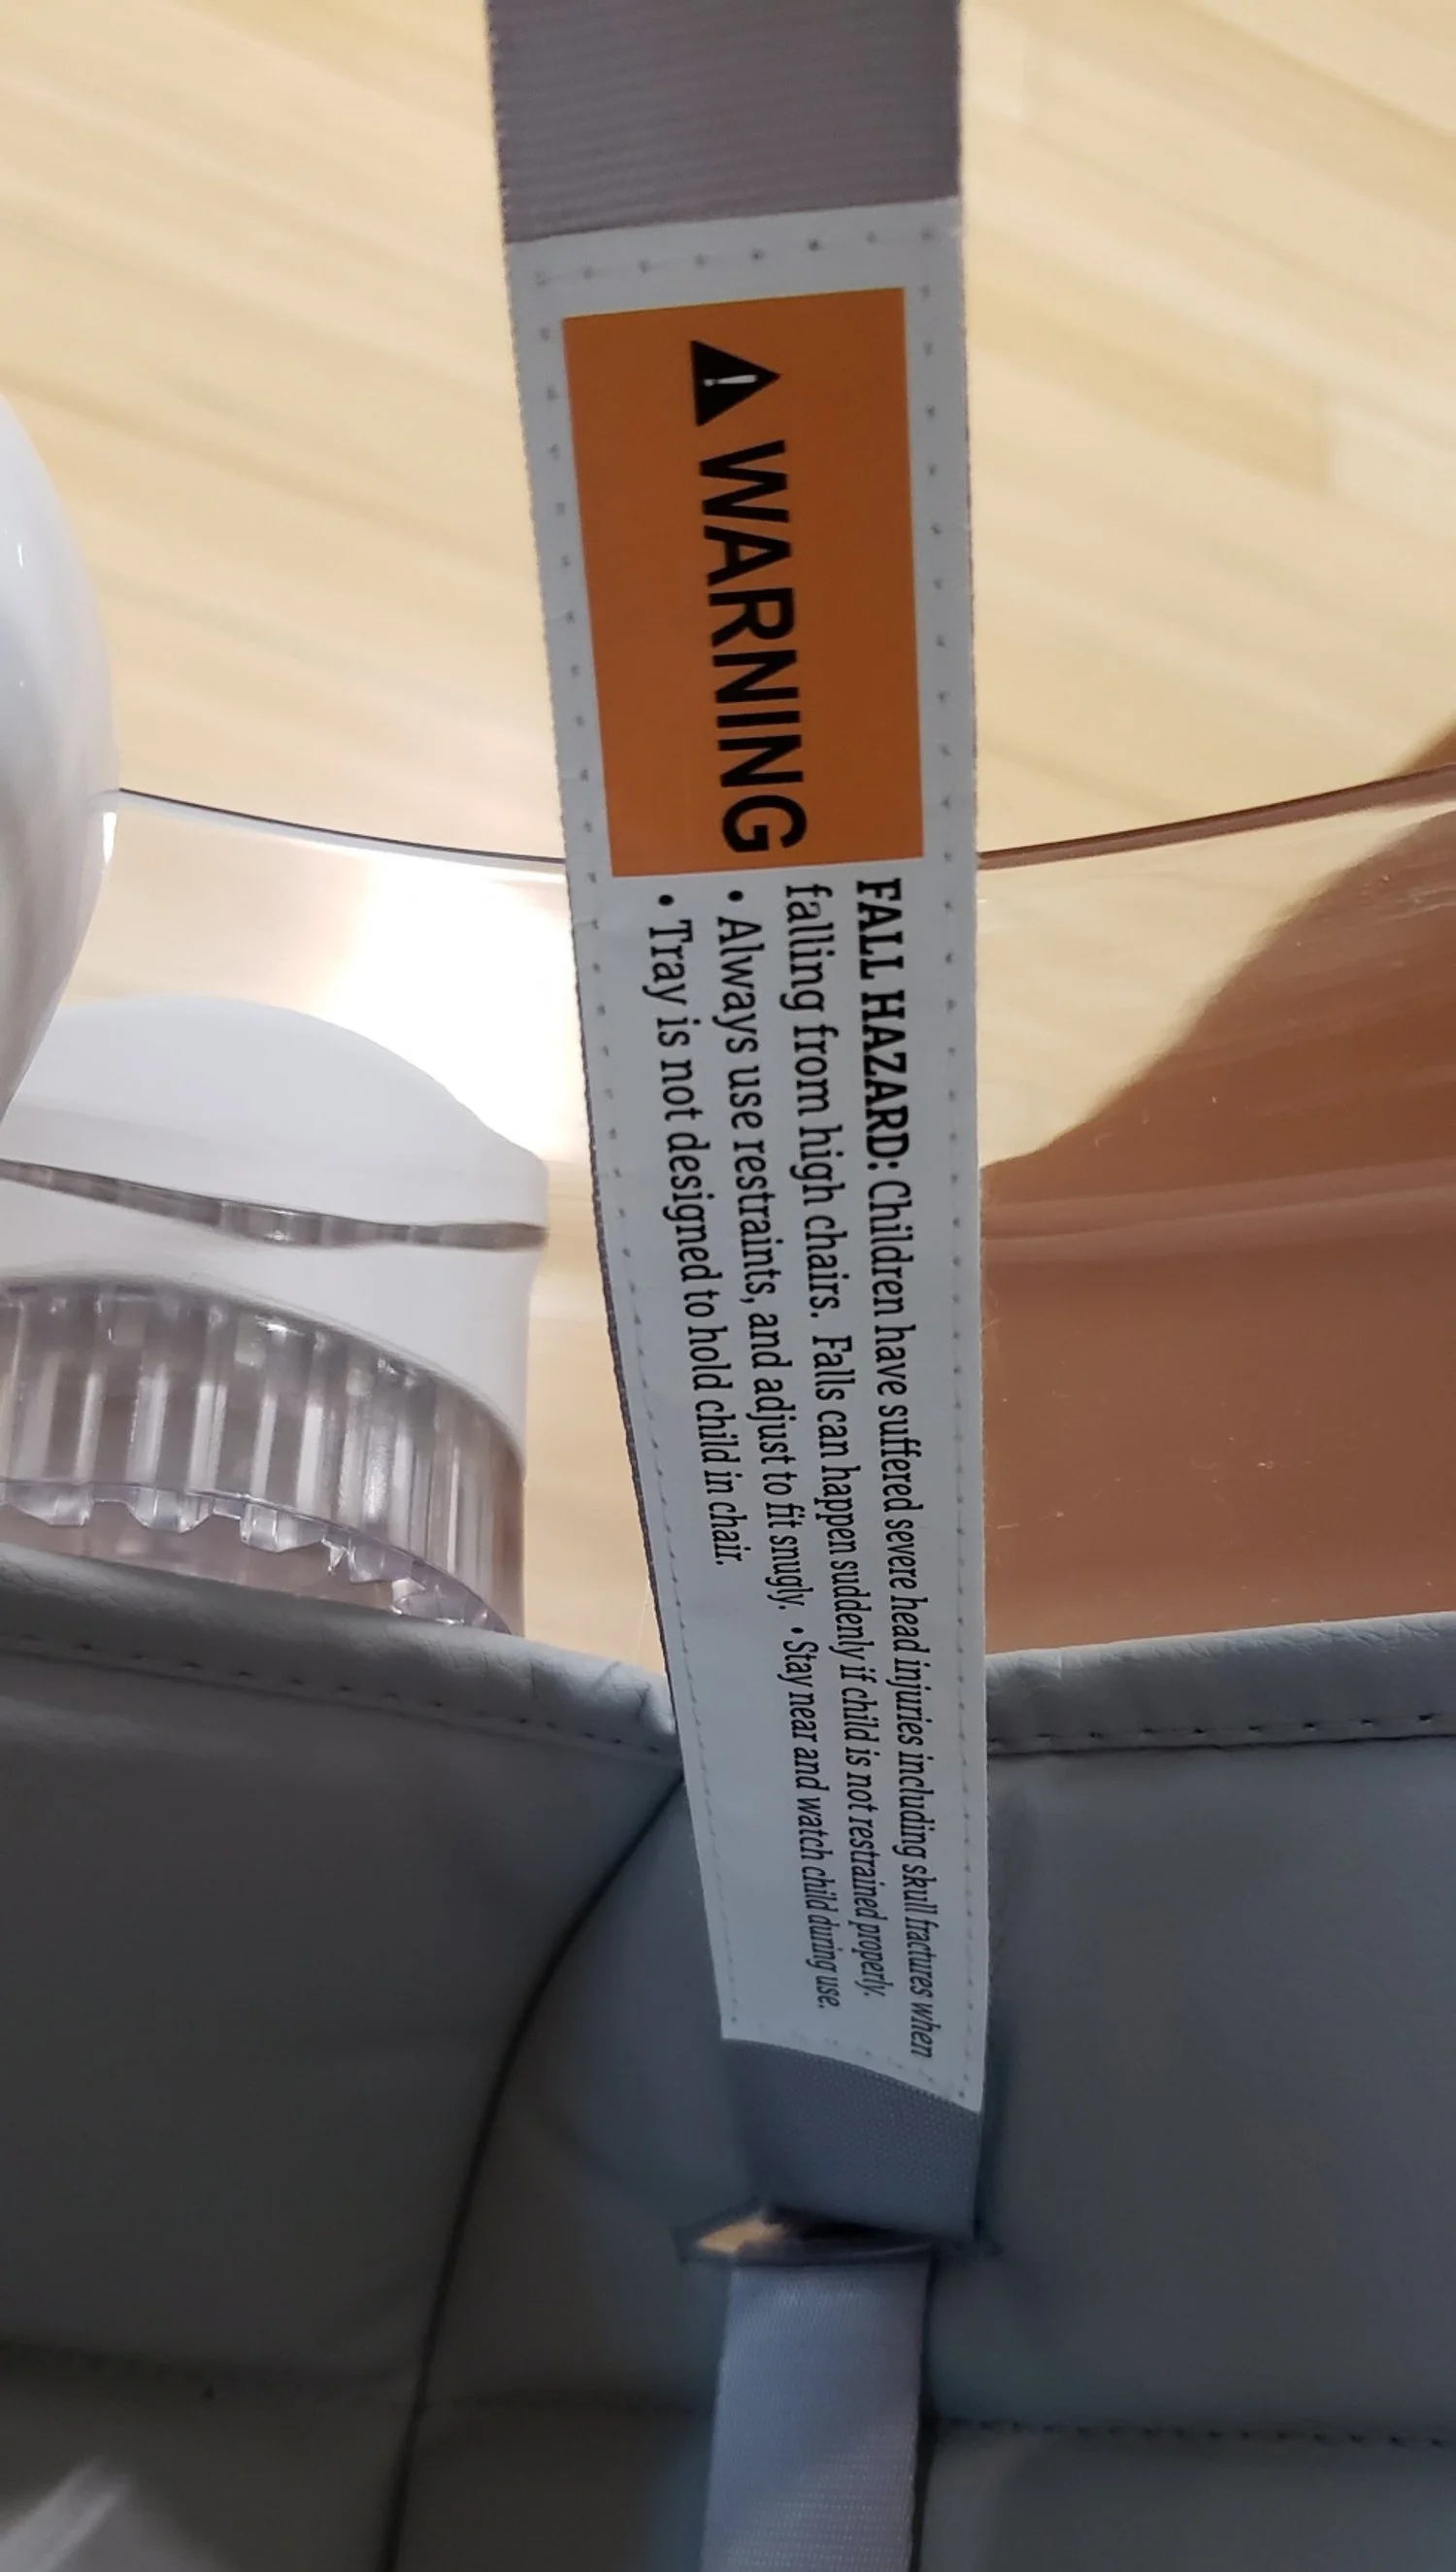 WARNING
FALL HAZARD: Children have suffered severe head injuries including skull fractures when
falling from high chairs. Falls can happen suddenly if child is not restrained properly.
• Always use restraints, and adjust to fit snugly. • Stay near and watch child during use.
• Tray is not designed to hold child in chair.